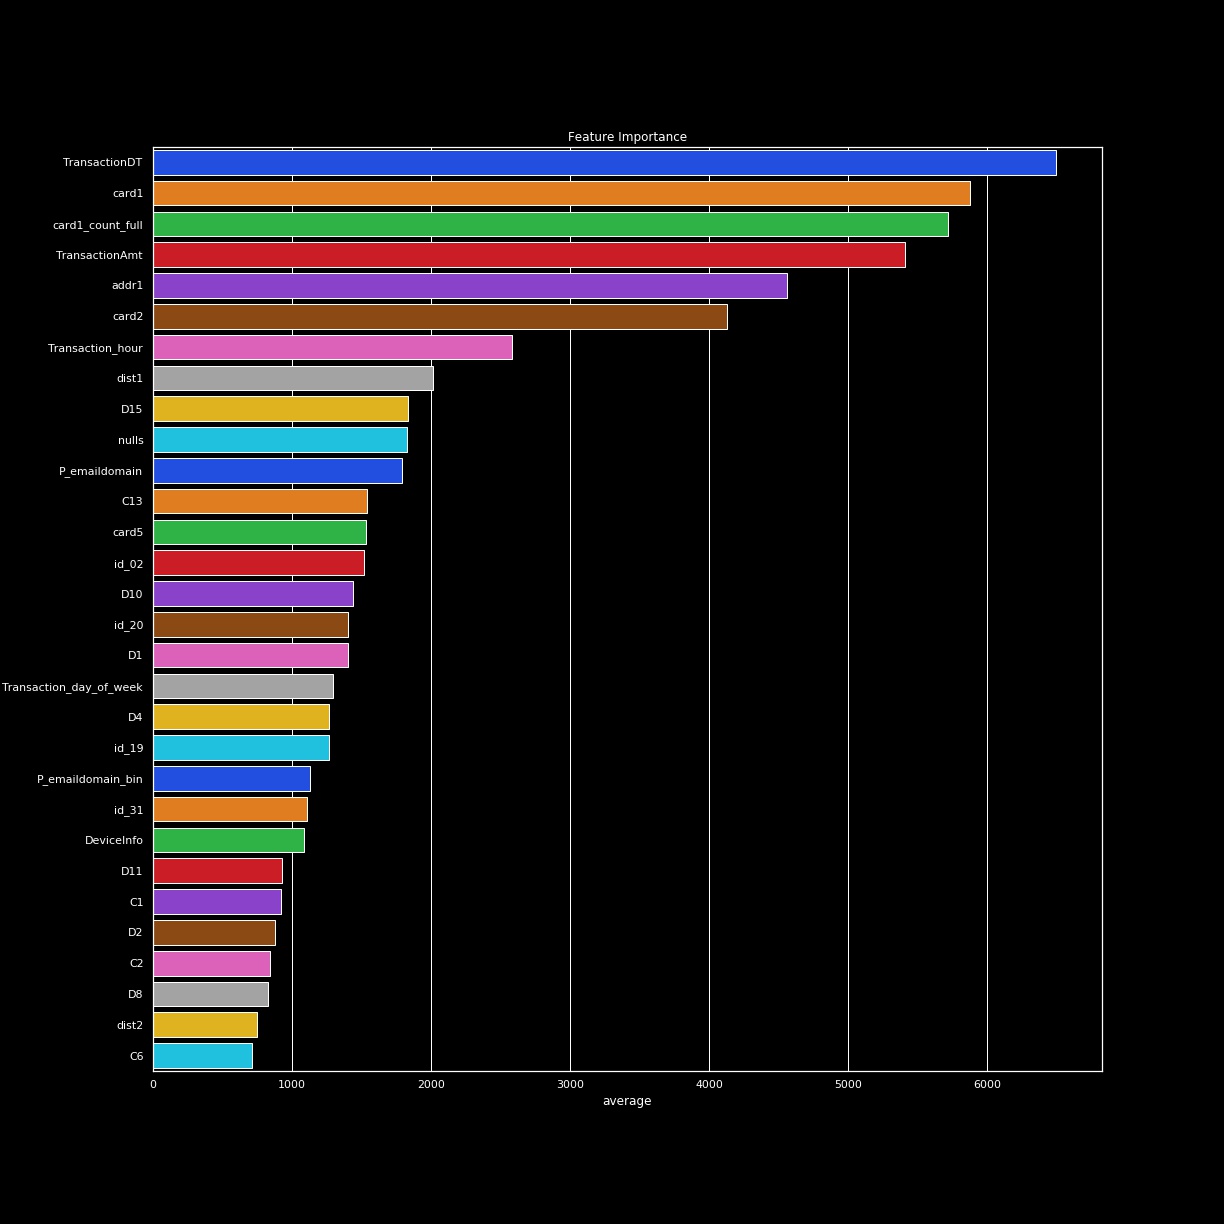 Feature Importance
TransactionDT
card1
card1_count_full
TransactionAmt
addr1
card2
Transaction_hour
dist1
D15
nulls
P_emaildomain
C13
card5
id_02
D10
id_20
D1
Transaction_day_of_week
D4
id_19
P_emaildomain_bin
id_31
DeviceInfo
D11
C1
D2
C2
D8
dist2
C6
0 1000 2000 3000 4000 5000 6000
average